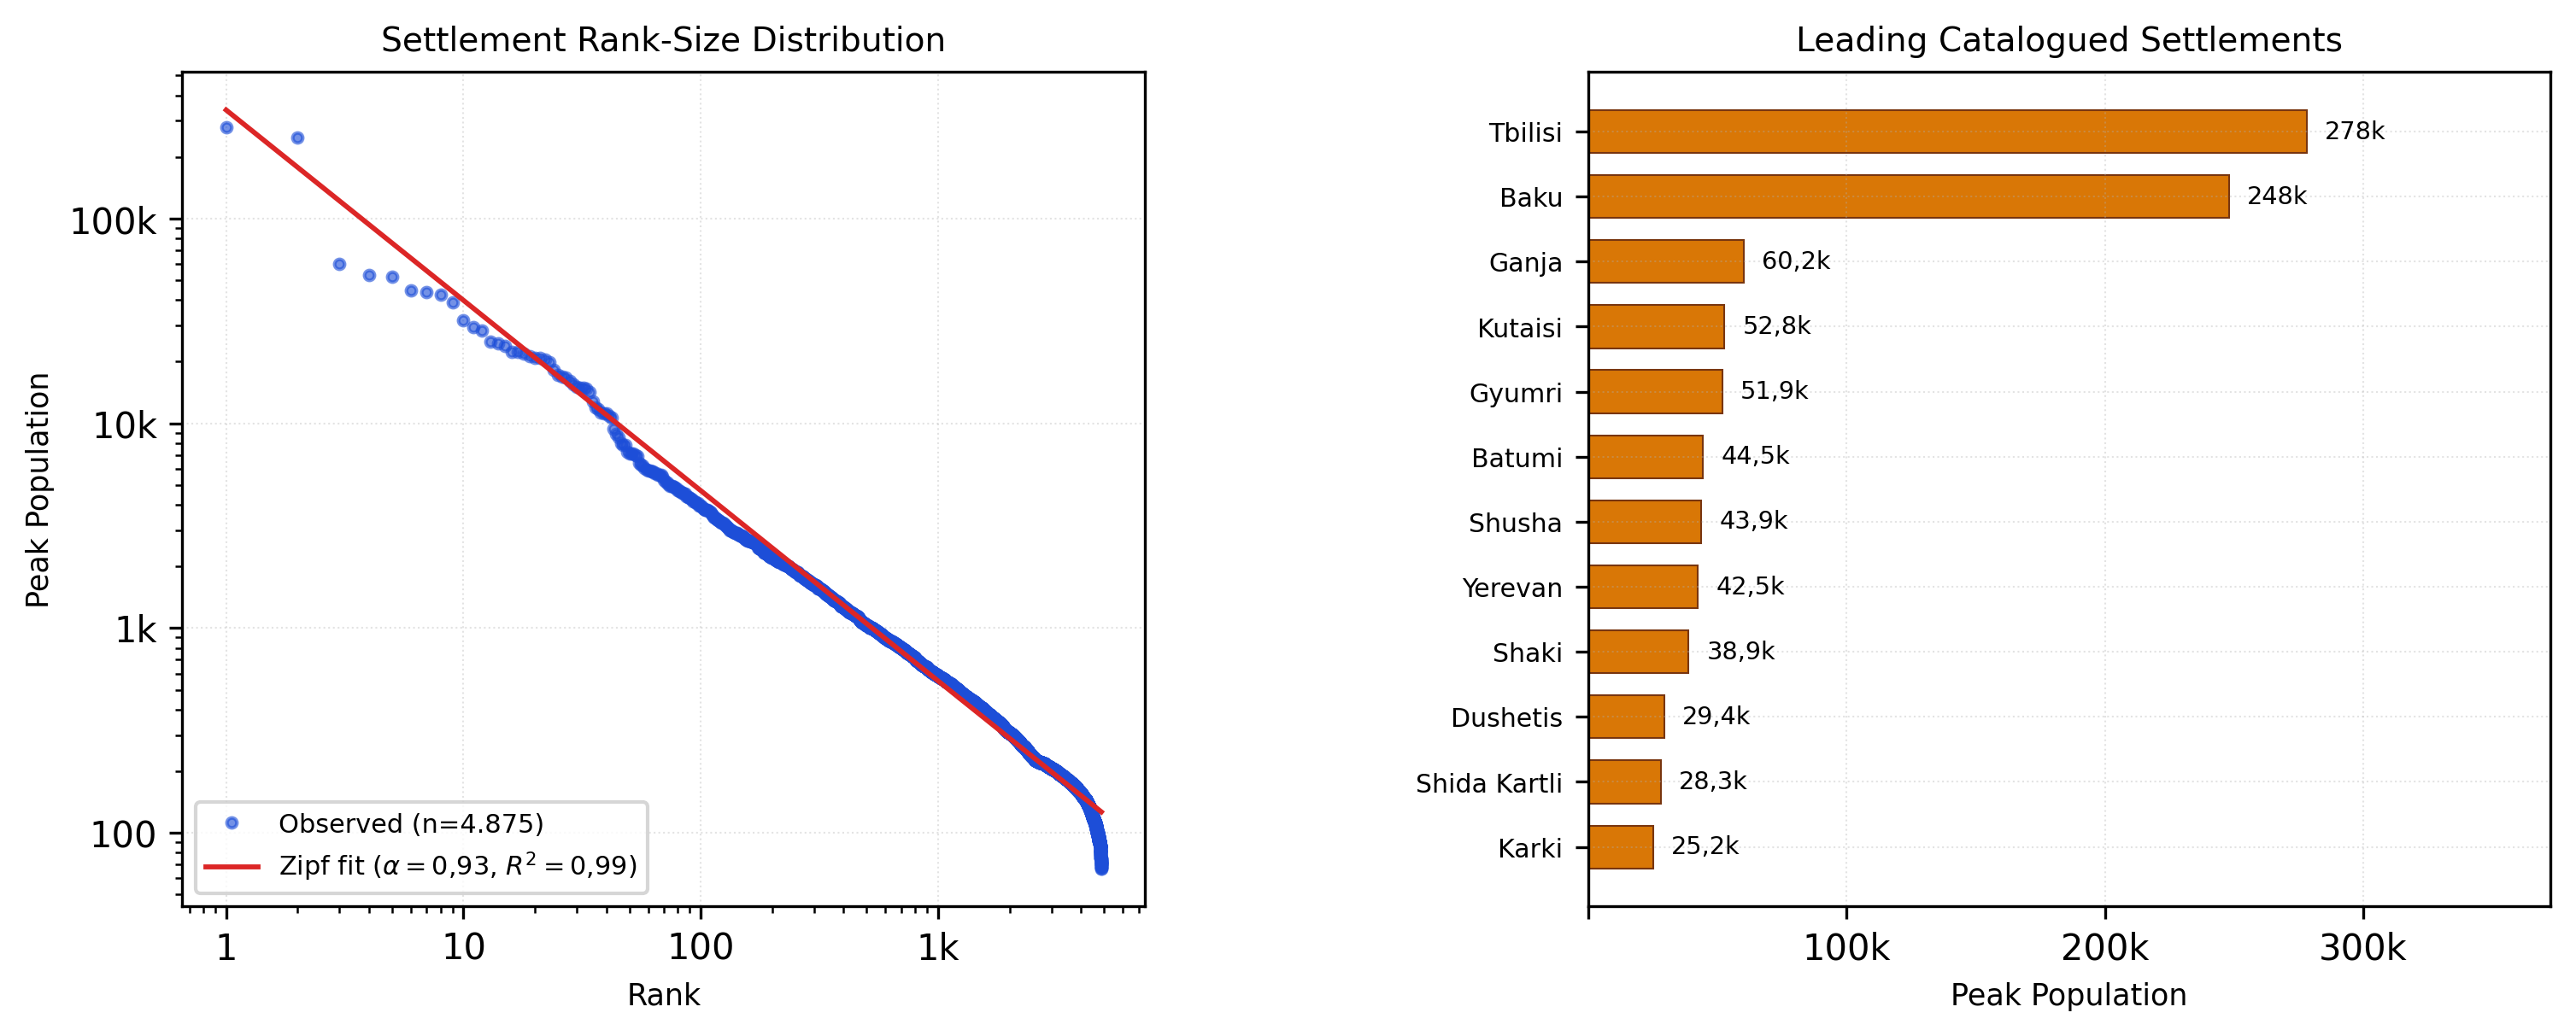 Settlement Rank-Size Distribution
Peak Population
100k
10k
1k
100
Observed (n=4.875)
Zipf fit (α = 0,93, R² = 0,99)
1
10
100
1k
Rank
Leading Catalogued Settlements
Tbilisi
278k
Baku
248k
Ganja
60,2k
Kutaisi
52,8k
Gyumri
51,9k
Batumi
44,5k
Shusha
43,9k
Yerevan
42,5k
Shaki
38,9k
Dushetis
29,4k
Shida Kartli
28,3k
Karki
25,2k
100k
200k
300k
Peak Population